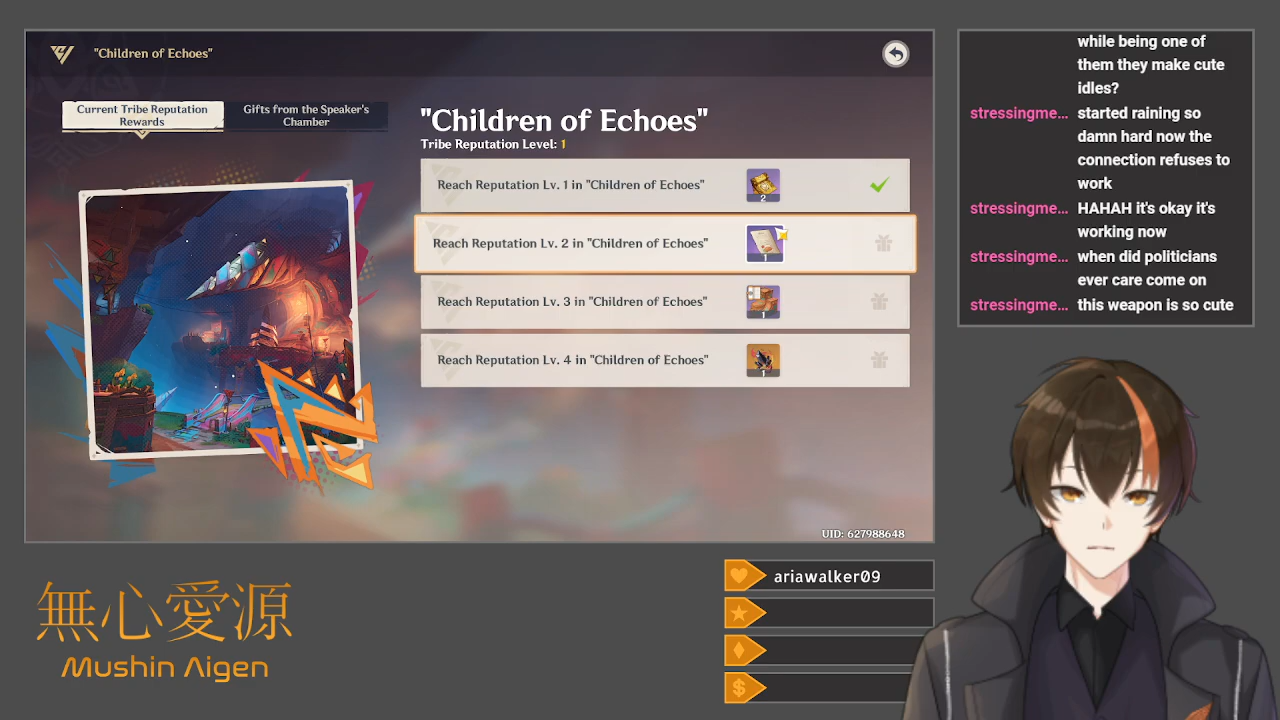 "Children of Echoes"
Current Tribe Reputation
Rewards
Gifts from the Speaker's
Chamber
"Children of Echoes"
Tribe Reputation Level: 1
Reach Reputation Lv. 1 in "Children of Echoes"
2
Reach Reputation Lv. 2 in "Children of Echoes"
1
Reach Reputation Lv. 3 in "Children of Echoes"
1
Reach Reputation Lv. 4 in "Children of Echoes"
1
UID: 627988648
while being one of
them they make cute
idles?
stressingme... started raining so
damn hard now the
connection refuses to
work
stressingme... HAHAH it's okay it's
working now
stressingme... when did politicians
ever care come on
stressingme... this weapon is so cute
無心愛源
Mushin Aigen
ariawalker09
$